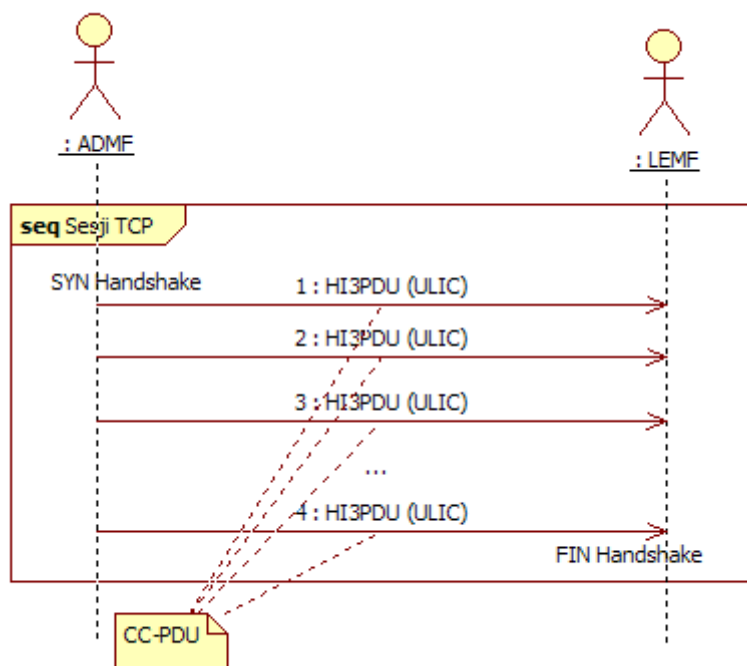 : ADMF
: LEMF
seq Sesji TCP
SYN Handshake
1 : HI3PDU (ULIC)
2 : HI3PDU (ULIC)
3 : HI3PDU (ULIC)
...
4 : HI3PDU (ULIC)
FIN Handshake
CC-PDU